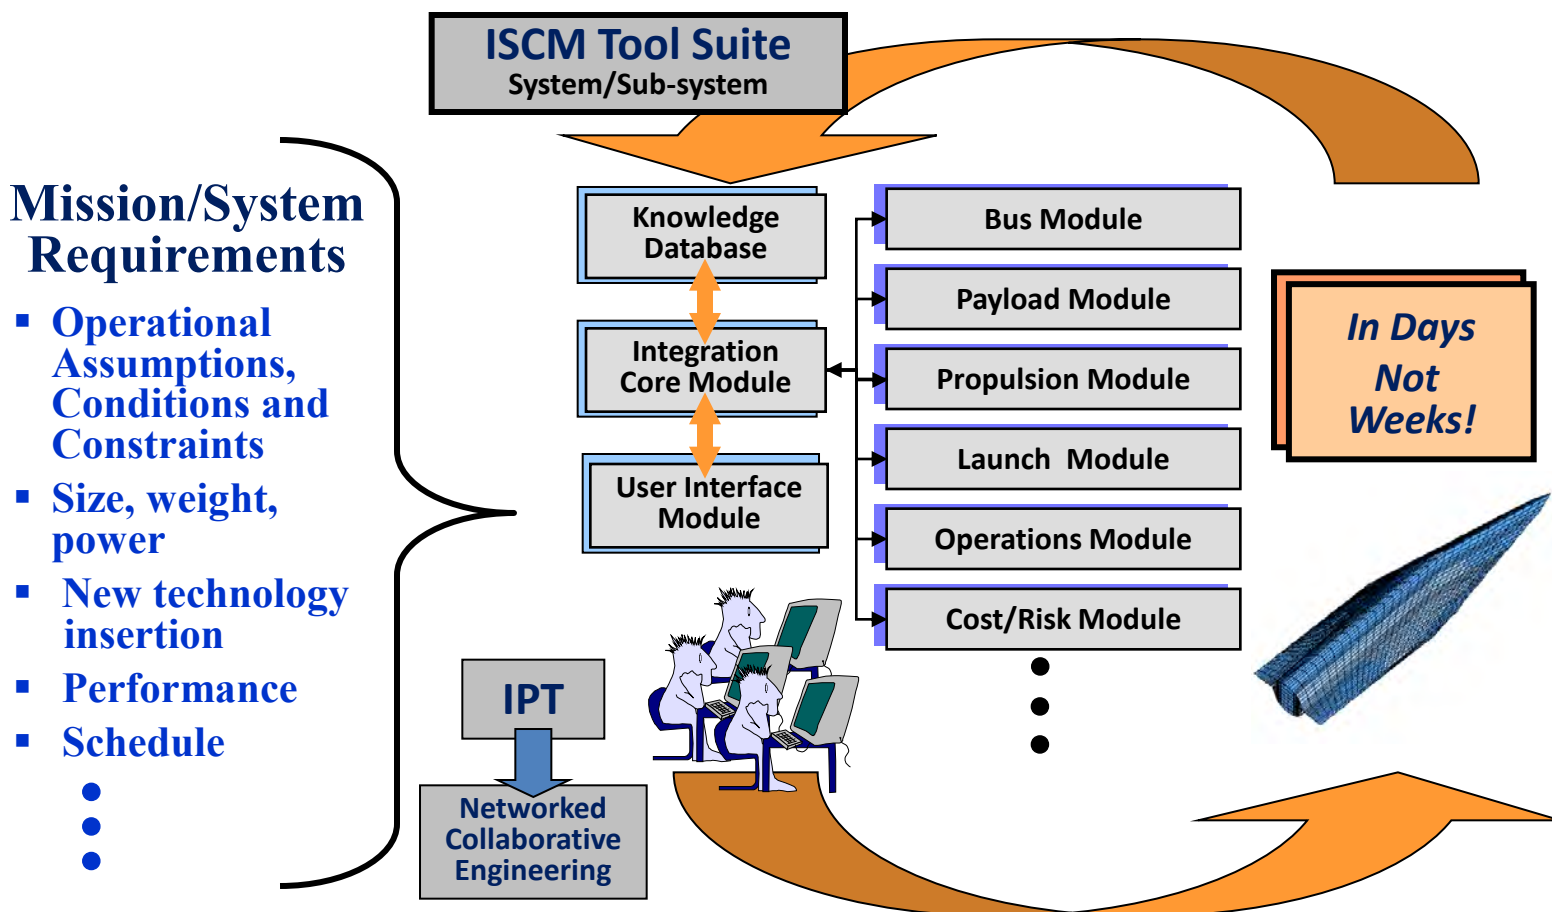 ISCM Tool Suite
System/Sub-system
Mission/System
Requirements
▪ Operational
Assumptions,
Conditions and
Constraints
▪ Size, weight,
power
▪ New technology
insertion
▪ Performance
▪ Schedule
Knowledge
Database
Integration
Core Module
User Interface
Module
Bus Module
Payload Module
Propulsion Module
Launch  Module
Operations Module
Cost/Risk Module
In Days
Not
Weeks!
IPT
Networked
Collaborative
Engineering